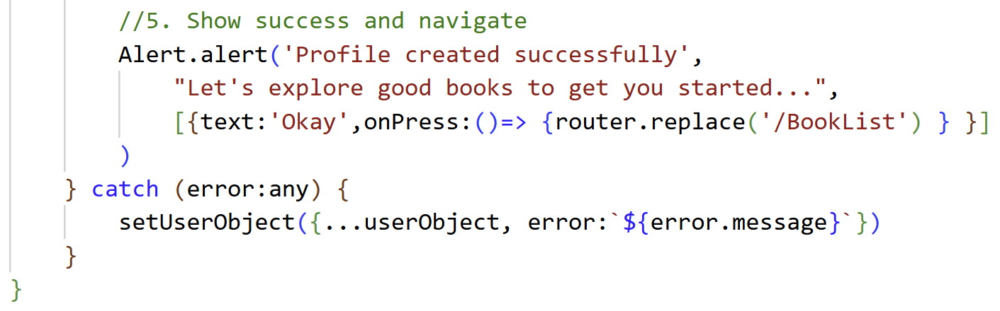 //5. Show success and navigate
Alert.alert('Profile created successfully',
"Let's explore good books to get you started...",
[{text:'Okay',onPress:()=> {router.replace('/BookList') } }]
)
} catch (error:any) {
setUserObject({...userObject, error:`${error.message}`})
}
}